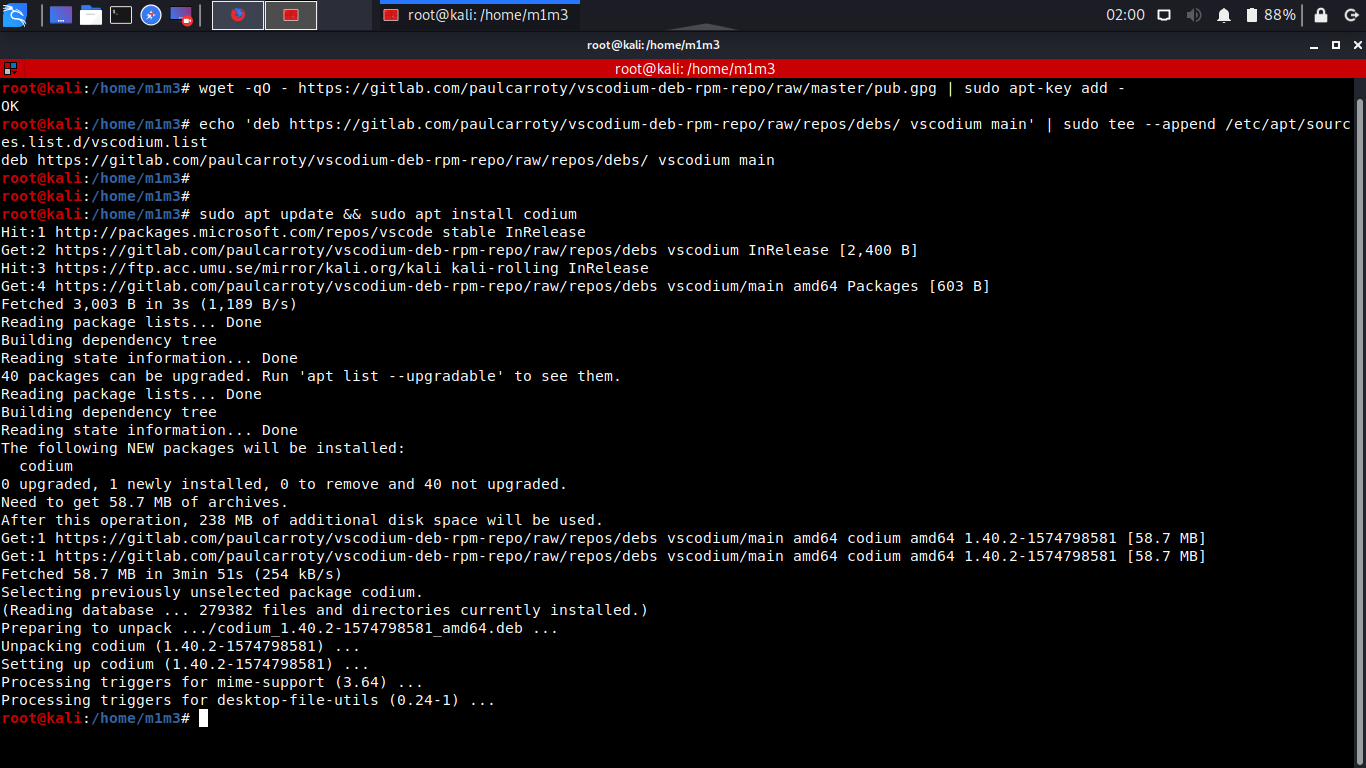 root@kali: /home/m1m3
02:00
88%
root@kali: /home/m1m3
root@kali: /home/m1m3
root@kali:/home/m1m3# wget -qO - https://gitlab.com/paulcarroty/vscodium-deb-rpm-repo/raw/master/pub.gpg | sudo apt-key add -
OK
root@kali:/home/m1m3# echo 'deb https://gitlab.com/paulcarroty/vscodium-deb-rpm-repo/raw/repos/debs/ vscodium main' | sudo tee --append /etc/apt/sourc
es.list.d/vscodium.list
deb https://gitlab.com/paulcarroty/vscodium-deb-rpm-repo/raw/repos/debs/ vscodium main
root@kali:/home/m1m3#
root@kali:/home/m1m3#
root@kali:/home/m1m3# sudo apt update && sudo apt install codium
Hit:1 http://packages.microsoft.com/repos/vscode stable InRelease
Get:2 https://gitlab.com/paulcarroty/vscodium-deb-rpm-repo/raw/repos/debs vscodium InRelease [2,400 B]
Hit:3 https://ftp.acc.umu.se/mirror/kali.org/kali kali-rolling InRelease
Get:4 https://gitlab.com/paulcarroty/vscodium-deb-rpm-repo/raw/repos/debs vscodium/main amd64 Packages [603 B]
Fetched 3,003 B in 3s (1,189 B/s)
Reading package lists... Done
Building dependency tree
Reading state information... Done
40 packages can be upgraded. Run 'apt list --upgradable' to see them.
Reading package lists... Done
Building dependency tree
Reading state information... Done
The following NEW packages will be installed:
  codium
0 upgraded, 1 newly installed, 0 to remove and 40 not upgraded.
Need to get 58.7 MB of archives.
After this operation, 238 MB of additional disk space will be used.
Get:1 https://gitlab.com/paulcarroty/vscodium-deb-rpm-repo/raw/repos/debs vscodium/main amd64 codium amd64 1.40.2-1574798581 [58.7 MB]
Get:1 https://gitlab.com/paulcarroty/vscodium-deb-rpm-repo/raw/repos/debs vscodium/main amd64 codium amd64 1.40.2-1574798581 [58.7 MB]
Fetched 58.7 MB in 3min 51s (254 kB/s)
Selecting previously unselected package codium.
(Reading database ... 279382 files and directories currently installed.)
Preparing to unpack .../codium_1.40.2-1574798581_amd64.deb ...
Unpacking codium (1.40.2-1574798581) ...
Setting up codium (1.40.2-1574798581) ...
Processing triggers for mime-support (3.64) ...
Processing triggers for desktop-file-utils (0.24-1) ...
root@kali:/home/m1m3#